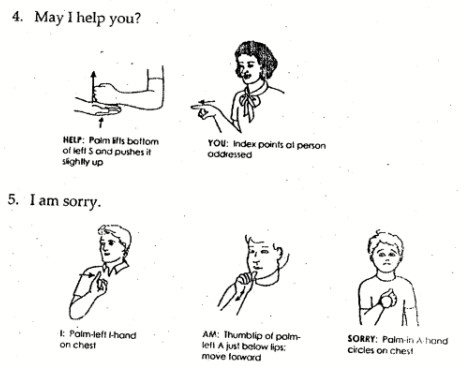 4. May I help you?
HELP: Palm lifts bottom
of left S and pushes it
slightly up
YOU: Index points at person
addressed
5. I am sorry.
I: Palm-left I-hand
on chest
AM: Thumbtip of palm-
left A just below lips;
move forward
SORRY: Palm-in A-hand
circles on chest